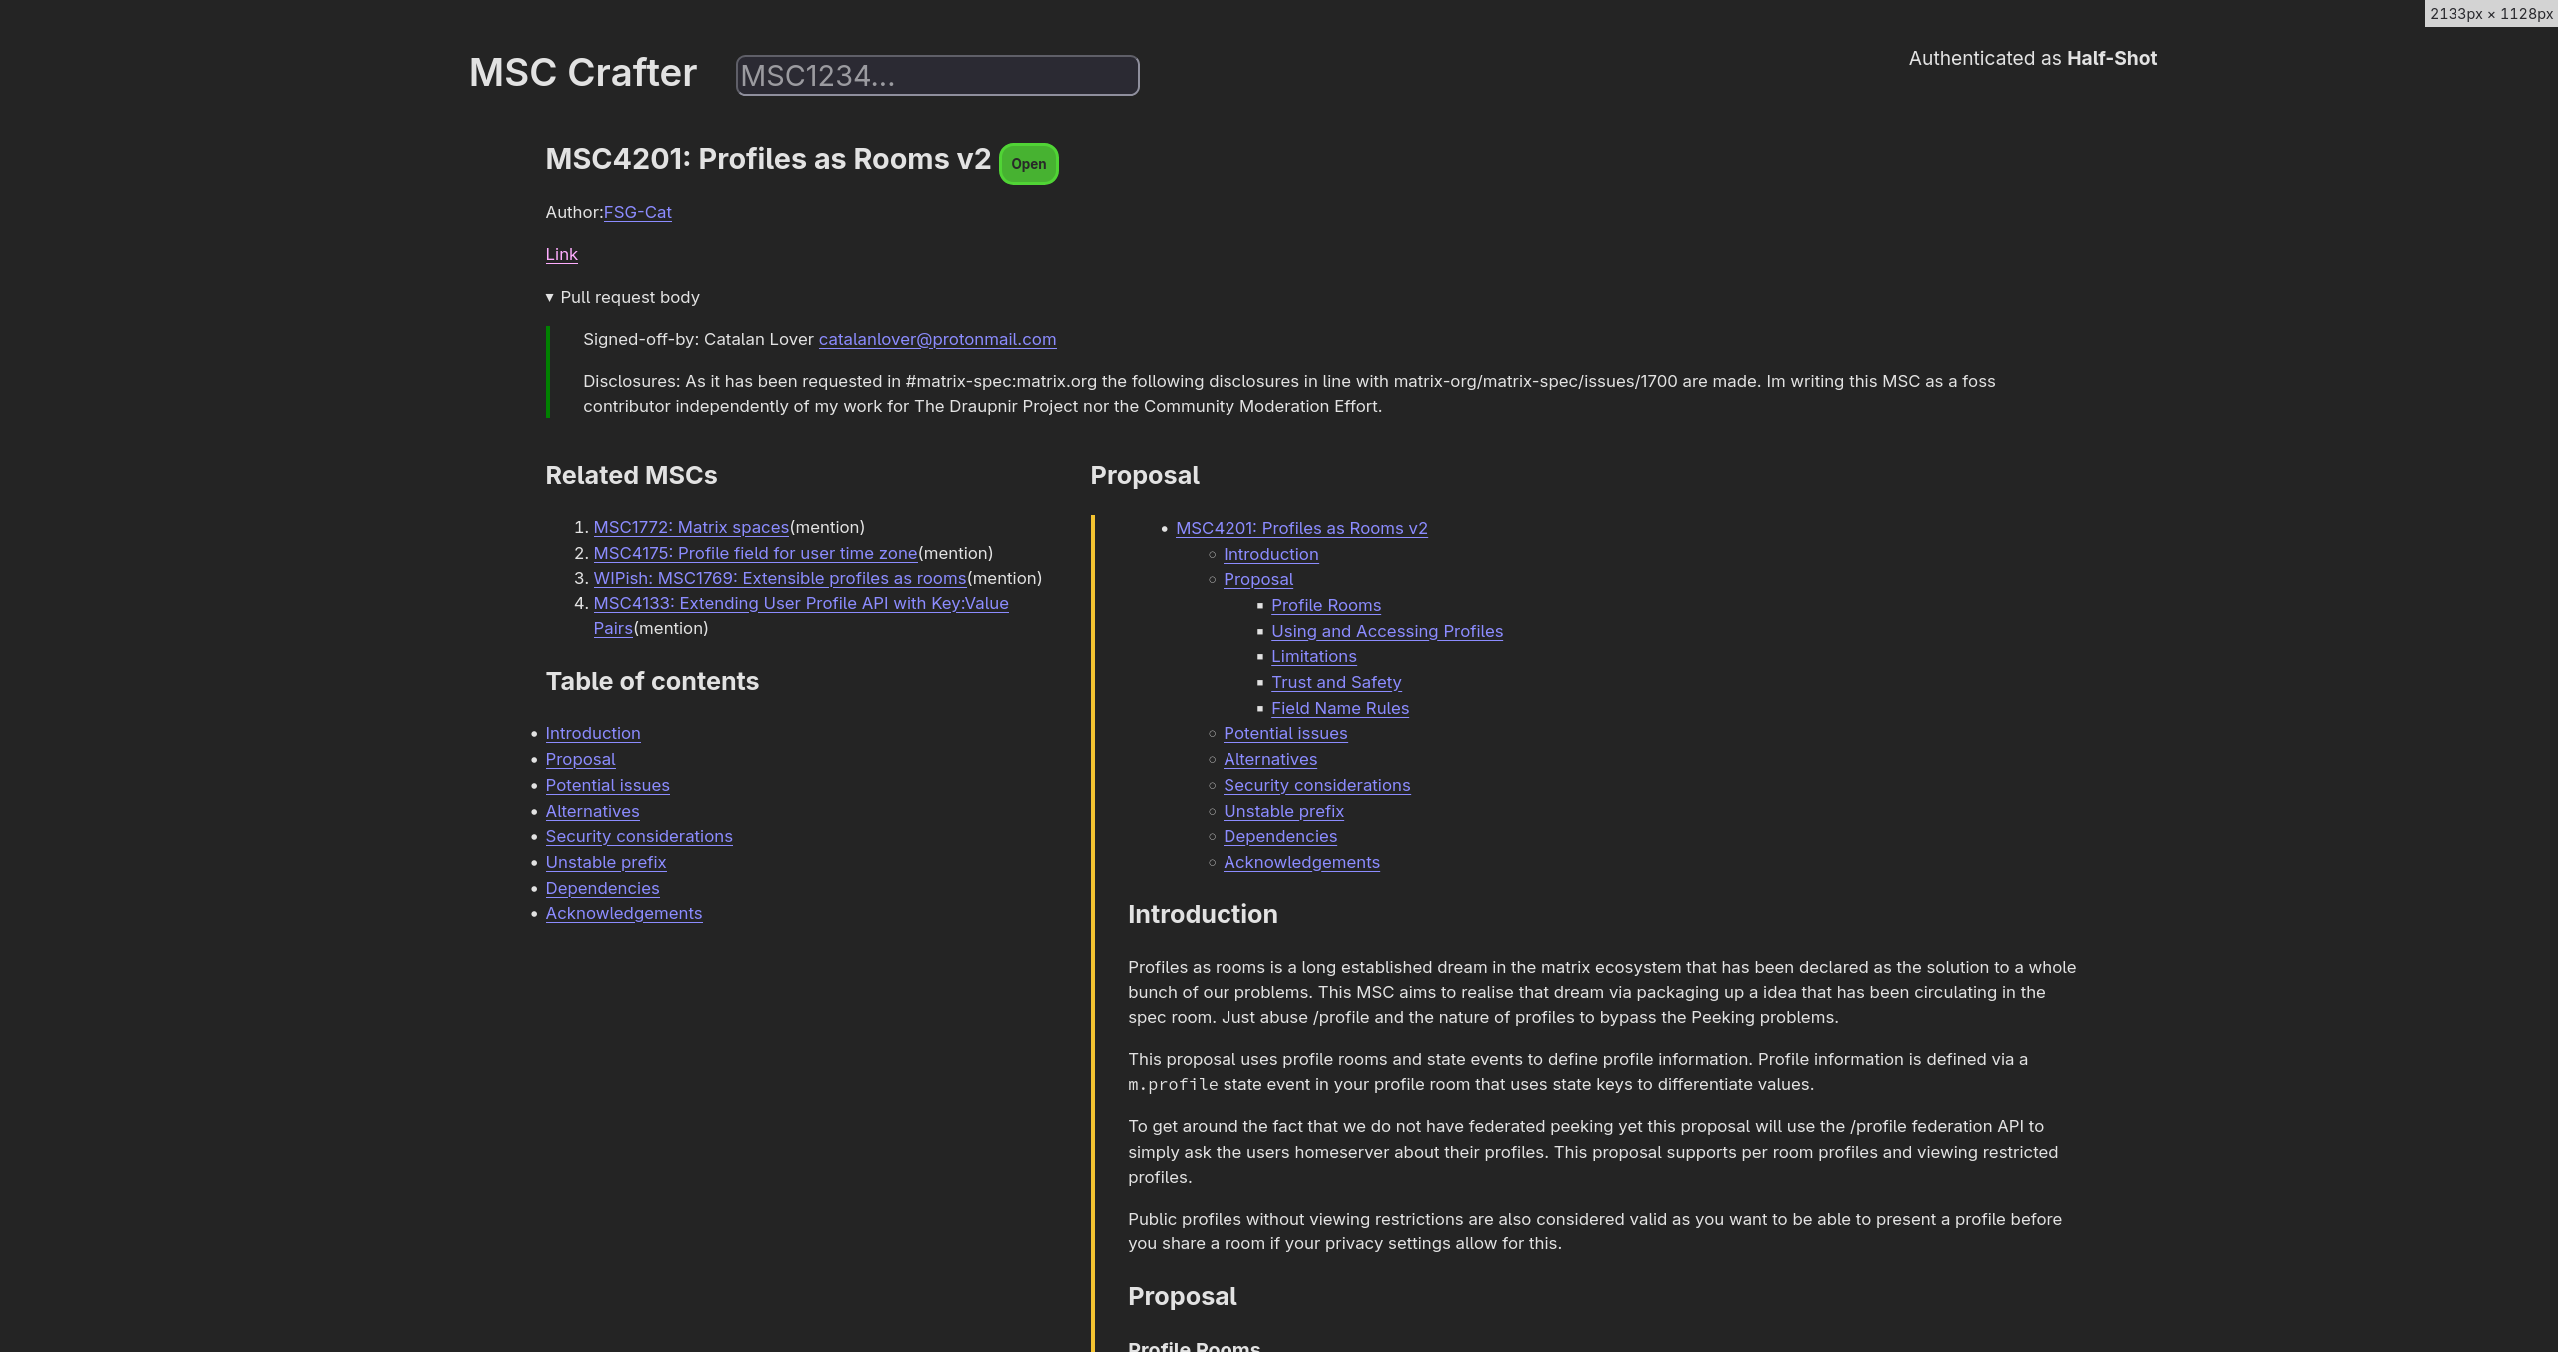 2133px × 1128px
MSC Crafter
MSC1234...
Authenticated as Half-Shot
MSC4201: Profiles as Rooms v2 Open
Author:FSG-Cat
Link
▼ Pull request body
Signed-off-by: Catalan Lover catalanlover@protonmail.com
Disclosures: As it has been requested in #matrix-spec:matrix.org the following disclosures in line with matrix-org/matrix-spec/issues/1700 are made. Im writing this MSC as a foss
contributor independently of my work for The Draupnir Project nor the Community Moderation Effort.
Related MSCs
1. MSC1772: Matrix spaces(mention)
2. MSC4175: Profile field for user time zone(mention)
3. WIPish: MSC1769: Extensible profiles as rooms(mention)
4. MSC4133: Extending User Profile API with Key:Value
Pairs(mention)
Table of contents
• Introduction
• Proposal
• Potential issues
• Alternatives
• Security considerations
• Unstable prefix
• Dependencies
• Acknowledgements
Proposal
• MSC4201: Profiles as Rooms v2
◦ Introduction
◦ Proposal
▪ Profile Rooms
▪ Using and Accessing Profiles
▪ Limitations
▪ Trust and Safety
▪ Field Name Rules
◦ Potential issues
◦ Alternatives
◦ Security considerations
◦ Unstable prefix
◦ Dependencies
◦ Acknowledgements
Introduction
Profiles as rooms is a long established dream in the matrix ecosystem that has been declared as the solution to a whole
bunch of our problems. This MSC aims to realise that dream via packaging up a idea that has been circulating in the
spec room. Just abuse /profile and the nature of profiles to bypass the Peeking problems.
This proposal uses profile rooms and state events to define profile information. Profile information is defined via a
m.profile state event in your profile room that uses state keys to differentiate values.
To get around the fact that we do not have federated peeking yet this proposal will use the /profile federation API to
simply ask the users homeserver about their profiles. This proposal supports per room profiles and viewing restricted
profiles.
Public profiles without viewing restrictions are also considered valid as you want to be able to present a profile before
you share a room if your privacy settings allow for this.
Proposal
Profile Rooms